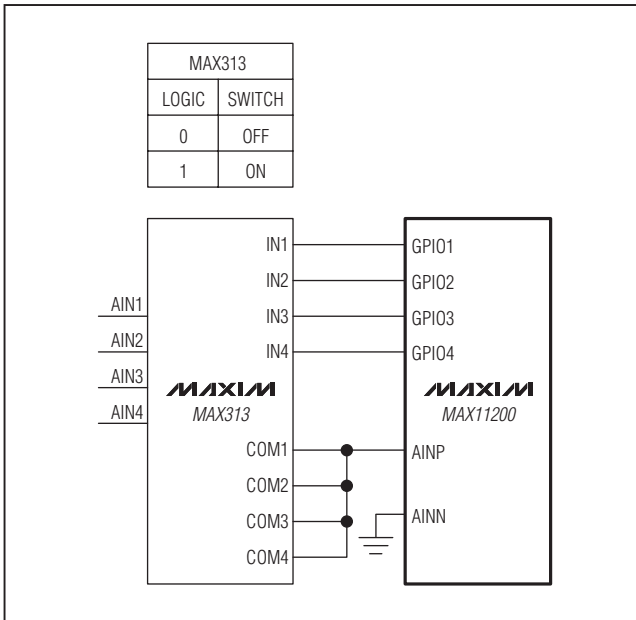 MAX313
LOGIC SWITCH
0 OFF
1 ON
IN1 GPIO1
IN2 GPIO2
AIN1 IN3 GPIO3
AIN2 IN4 GPIO4
AIN3 MAXIM MAXIM
AIN4 MAX313 MAX11200
COM1 AINP
COM2
COM3 AINN
COM4